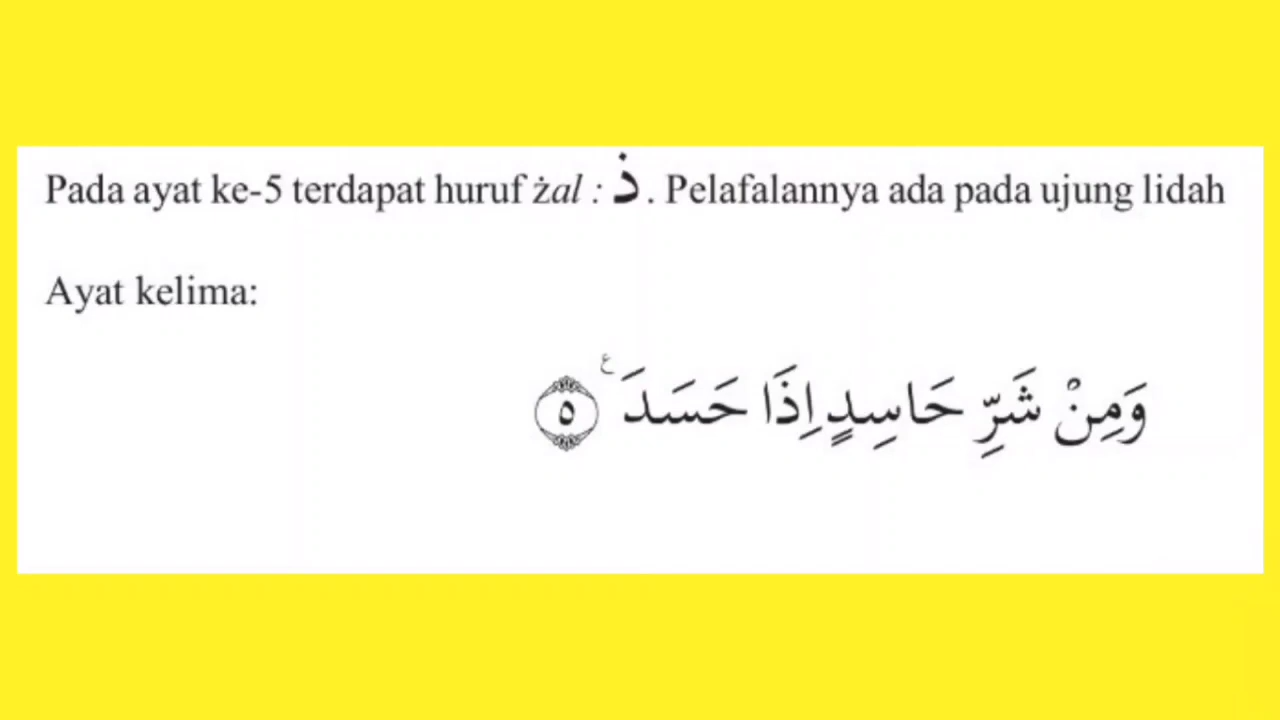 Pada ayat ke-5 terdapat huruf żal : ذ . Pelafalannya ada pada ujung lidah
Ayat kelima:
وَمِنْ شَرِّ حَاسِدٍ اِذَا حَسَدَ ࣖ ٥